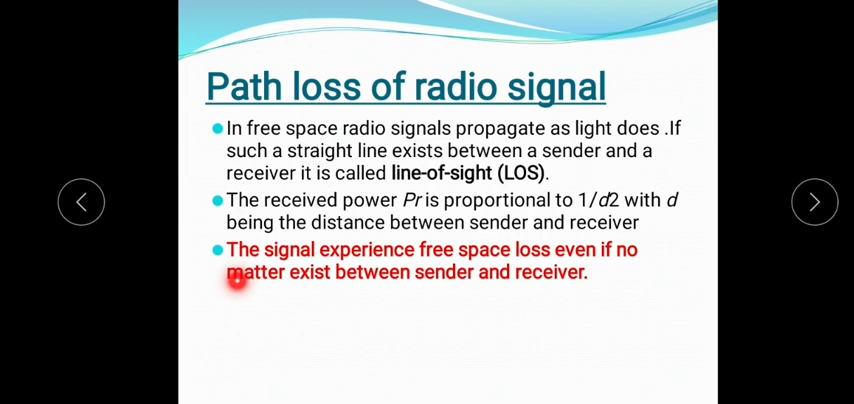 Path loss of radio signal
In free space radio signals propagate as light does .If
such a straight line exists between a sender and a
receiver it is called line-of-sight (LOS).
The received power Pr is proportional to 1/d2 with d
being the distance between sender and receiver
The signal experience free space loss even if no
matter exist between sender and receiver.